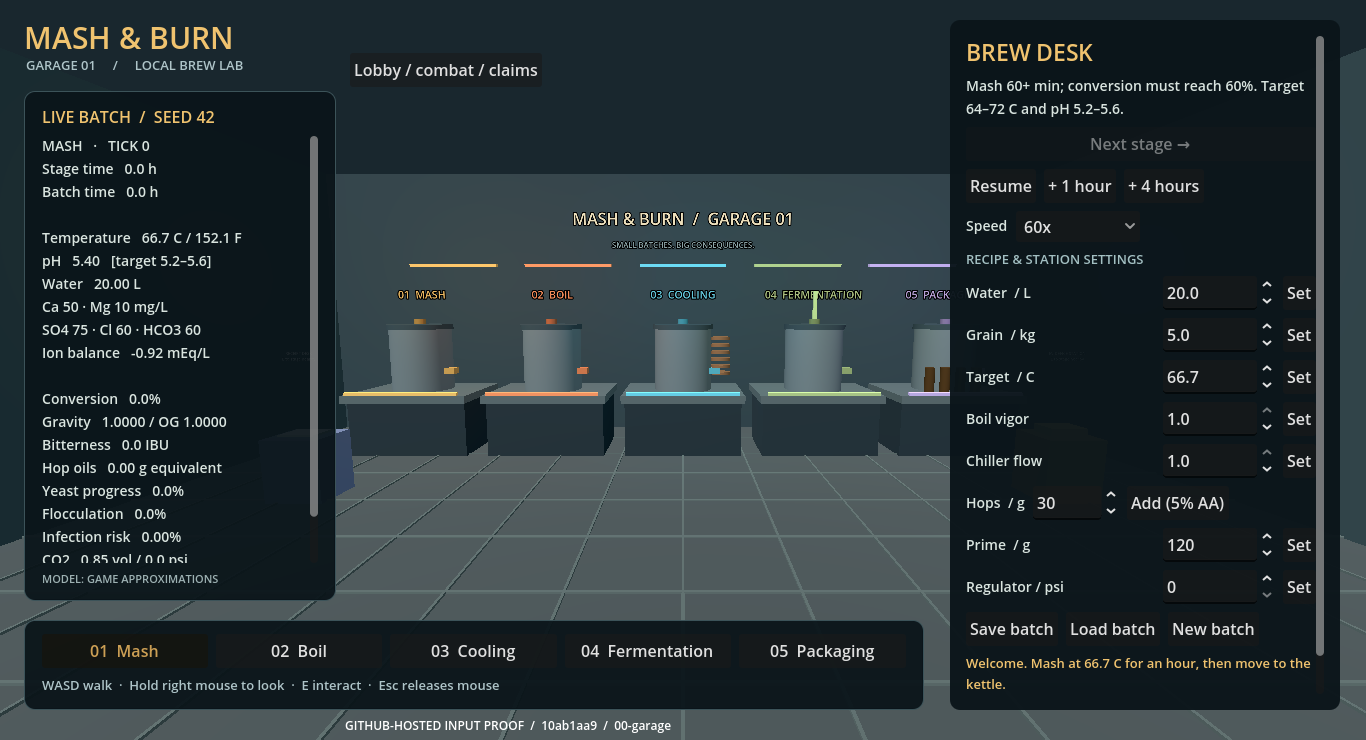 MASH & BURN
GARAGE 01 / LOCAL BREW LAB
Lobby / combat / claims
LIVE BATCH / SEED 42
MASH · TICK 0
Stage time 0.0 h
Batch time 0.0 h
Temperature 66.7 C / 152.1 F
pH 5.40 [target 5.2–5.6]
Water 20.00 L
Ca 50 · Mg 10 mg/L
SO4 75 · Cl 60 · HCO3 60
Ion balance -0.92 mEq/L
Conversion 0.0%
Gravity 1.0000 / OG 1.0000
Bitterness 0.0 IBU
Hop oils 0.00 g equivalent
Yeast progress 0.0%
Flocculation 0.0%
Infection risk 0.00%
CO2 0.85 vol / 0.0 psi
MODEL: GAME APPROXIMATIONS
MASH & BURN / GARAGE 01
SMALL BATCHES. BIG CONSEQUENCES.
01 MASH
02 BOIL
03 COOLING
04 FERMENTATION
05 PACK
BREW DESK
Mash 60+ min; conversion must reach 60%. Target
64–72 C and pH 5.2–5.6.
Next stage →
Resume + 1 hour + 4 hours
Speed 60x
RECIPE & STATION SETTINGS
Water / L 20.0 Set
Grain / kg 5.0 Set
Target / C 66.7 Set
Boil vigor 1.0 Set
Chiller flow 1.0 Set
Hops / g 30 Add (5% AA)
Prime / g 120 Set
Regulator / psi 0 Set
Save batch Load batch New batch
Welcome. Mash at 66.7 C for an hour, then move to the
kettle.
01 Mash 02 Boil 03 Cooling 04 Fermentation 05 Packaging
WASD walk · Hold right mouse to look · E interact · Esc releases mouse
GITHUB-HOSTED INPUT PROOF / 10ab1aa9 / 00-garage